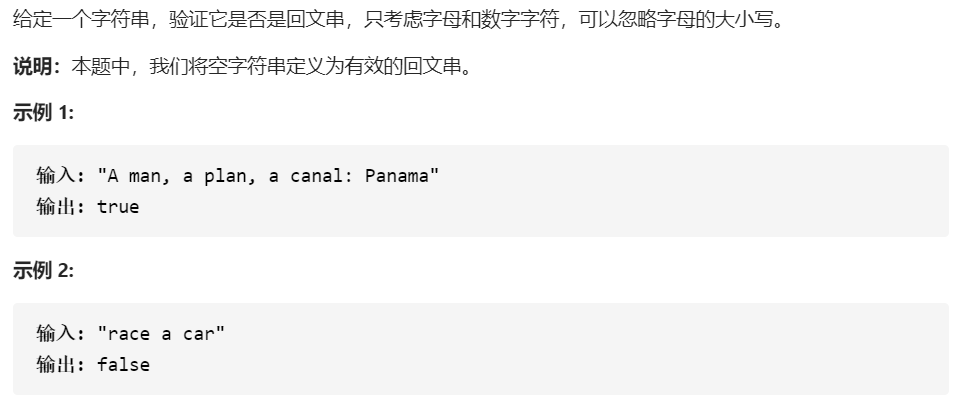 给定一个字符串，验证它是否是回文串，只考虑字母和数字字符，可以忽略字母的大小写。
说明：本题中，我们将空字符串定义为有效的回文串。
示例 1:
输入: "A man, a plan, a canal: Panama"
输出: true
示例 2:
输入: "race a car"
输出: false